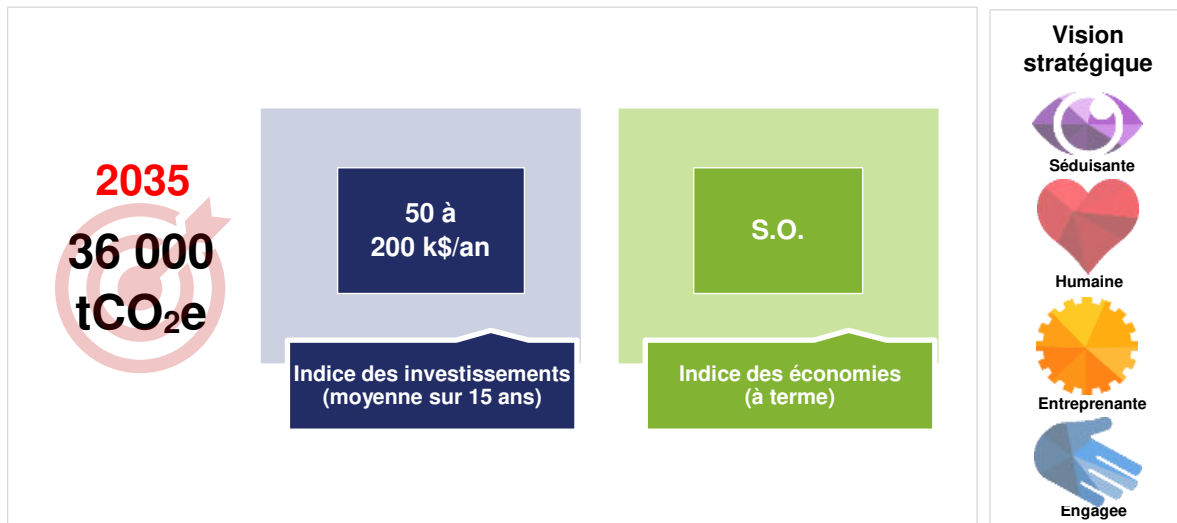 2035
36 000
tCO₂e
50 à
200 k$/an
Indice des investissements
(moyenne sur 15 ans)
S.O.
Indice des économies
(à terme)
Vision
stratégique
Séduisante
Humaine
Entreprenante
Engagée